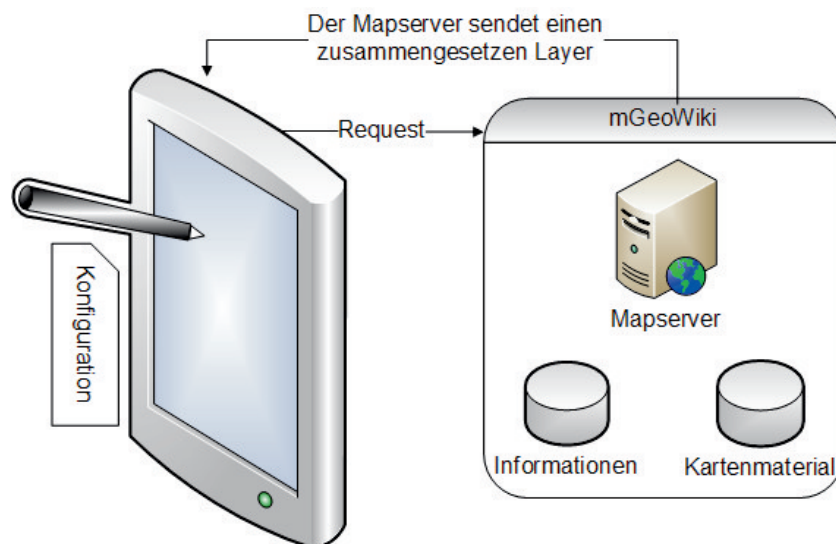 Der Mapserver sendet einen
zusammengesetzen Layer
Request
mGeoWiki
Mapserver
Konfiguration
Informationen
Kartenmaterial